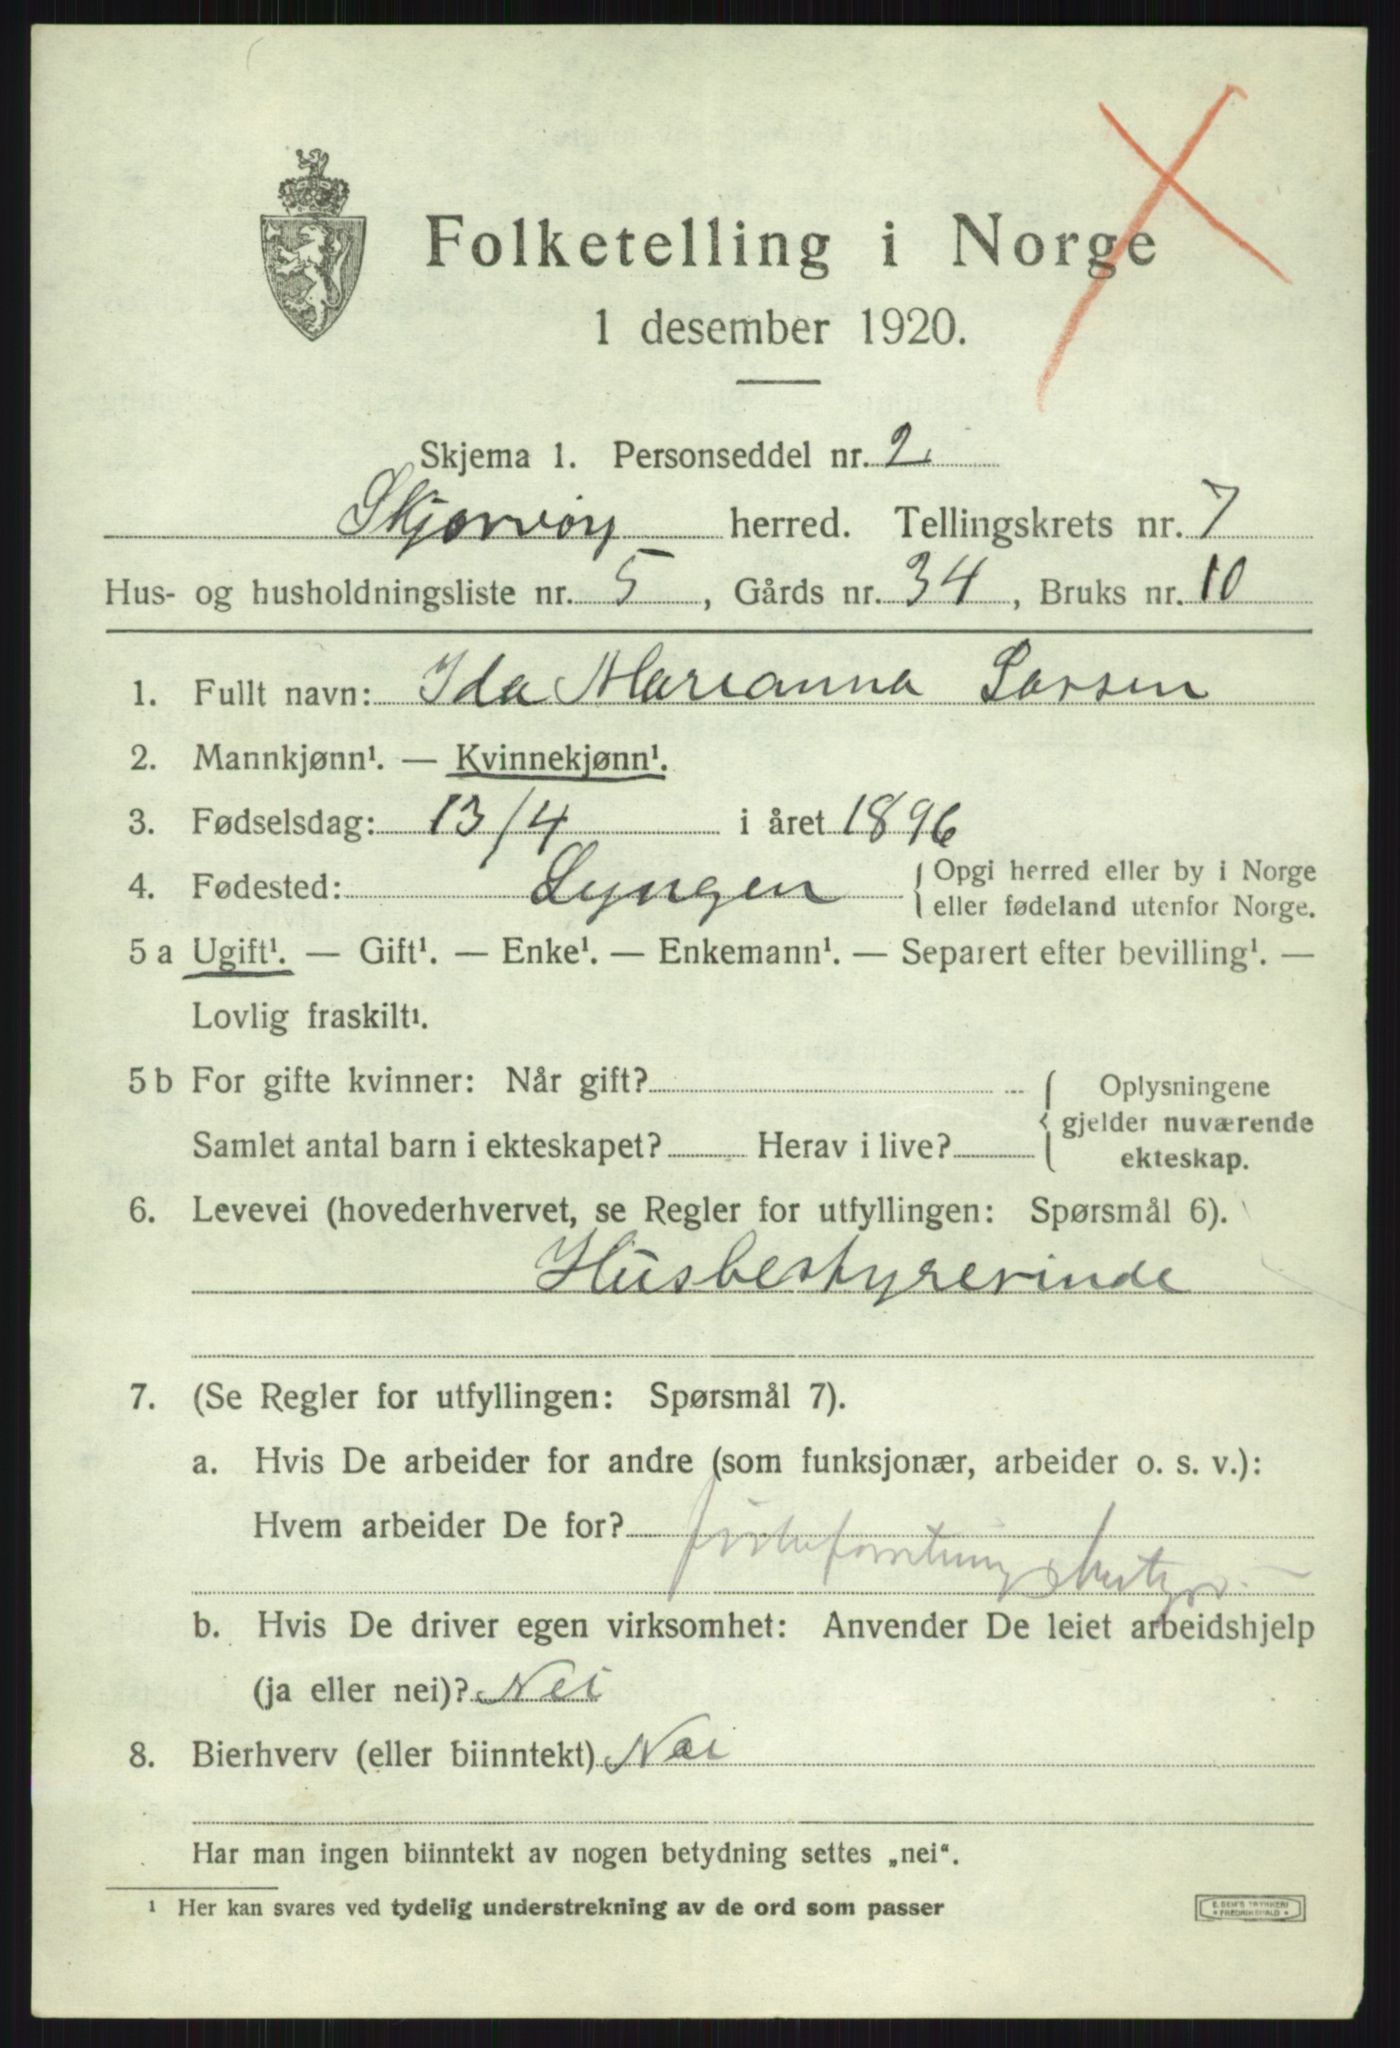 Folketelling i Norge
1 desember 1920.
Skjema 1. Personseddel nr. 2.
Skjervöy herred. Tellingskrets nr. 7
Hus- og husholdningsliste nr. 5, Gårds nr. 34, Bruks nr. 10
1. Fullt navn: Ida Marianna Larsen
2. Mannkjønn¹. — Kvinnekjønn¹.
3. Fødselsdag: 13/4 i året 1896
4. Fødested: Lyngen { Opgi herred eller by i Norge
eller fødeland utenfor Norge.
5 a Ugift¹. — Gift¹. — Enke¹. — Enkemann¹. — Separert efter bevilling¹. —
Lovlig fraskilt¹.
5 b For gifte kvinner: Når gift? { Oplysningene
gjelder nuværende
Samlet antal barn i ekteskapet? Herav i live? ekteskap.
6. Levevei (hovederhvervet, se Regler for utfyllingen: Spørsmål 6).
Husbestyrerinde
7. (Se Regler for utfyllingen: Spørsmål 7).
a. Hvis De arbeider for andre (som funksjonær, arbeider o. s. v.):
Hvem arbeider De for?
b. Hvis De driver egen virksomhet: Anvender De leiet arbeidshjelp
(ja eller nei)? Nei
8. Bierhverv (eller biinntekt) Nei
Har man ingen biinntekt av nogen betydning settes „nei“.
¹ Her kan svares ved tydelig understrekning av de ord som passer
E. SEM'S TRYKKERI
FREDRIKSHALD